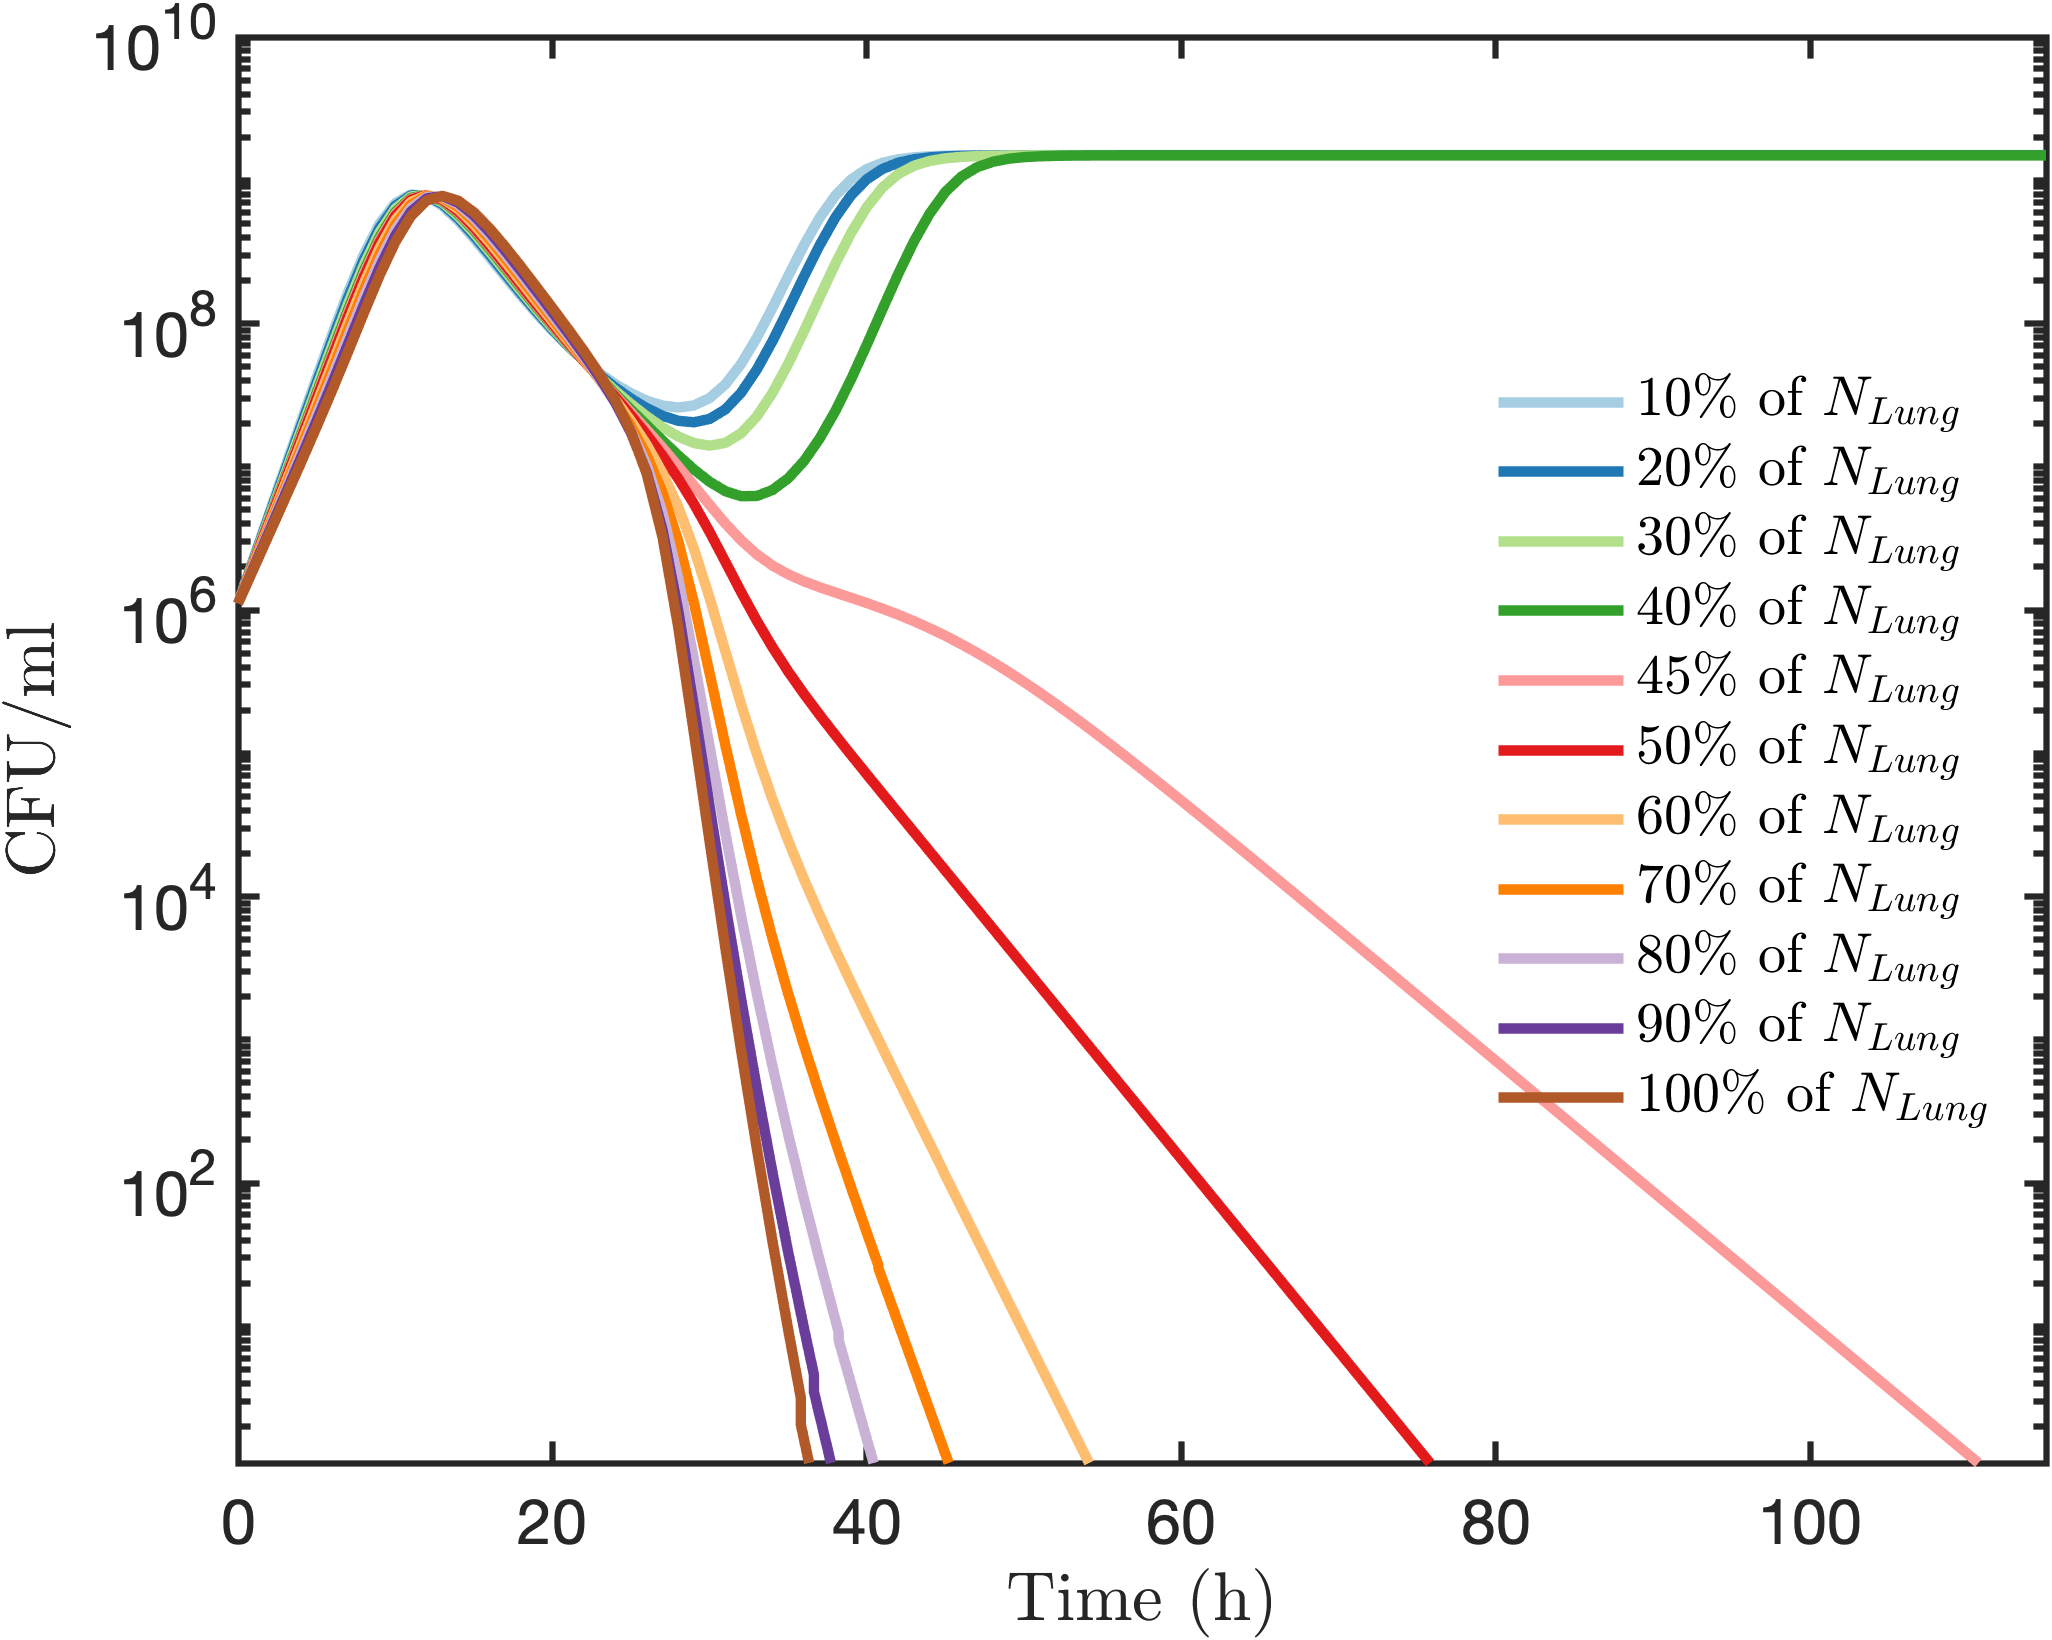 10^10
10^8
10^6
10^4
10^2
CFU/ml
10% of N_Lung
20% of N_Lung
30% of N_Lung
40% of N_Lung
45% of N_Lung
50% of N_Lung
60% of N_Lung
70% of N_Lung
80% of N_Lung
90% of N_Lung
100% of N_Lung
0 20 40 60 80 100
Time (h)